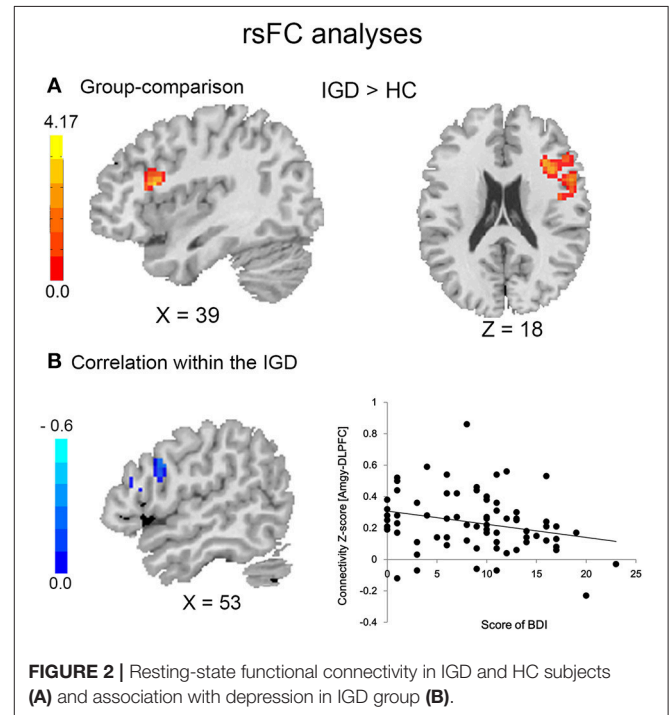 rsFC analyses
A Group-comparison
IGD > HC
4.17
0.0
X = 39
Z = 18
B Correlation within the IGD
- 0.6
0.0
X = 53
Connectivity Z-score [Amgy-DLPFC]
1
0.8
0.6
0.4
0.2
0
-0.2
-0.4
0
5
10
15
20
25
Score of BDI
FIGURE 2 | Resting-state functional connectivity in IGD and HC subjects
(A) and association with depression in IGD group (B).